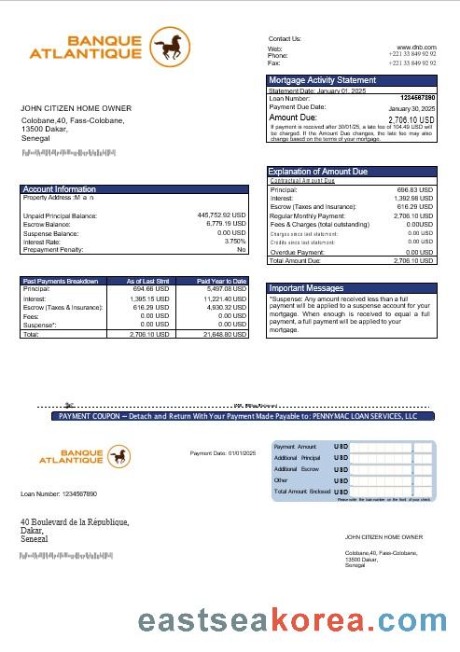 BANQUE
ATLANTIQUE
Contact Us:
Web: www.dnb.com
Phone: +221 33 849 92 92
Fax: +221 33 849 92 92
Mortgage Activity Statement
Statement Date: January 01, 2025
Loan Number: 1234567890
Payment Due Date: January 30, 2025
Amount Due: 2,706.10 USD
If payment is received after 30/01/25, a late fee of 104.49 USD will
be charged. If the Amount Due changes, the late fee may also
change based on the terms of your mortgage.
JOHN CITIZEN HOME OWNER
Colobane,40, Fass-Colobane,
13500 Dakar,
Senegal
Account Information
Property Address :M a n
Unpaid Principal Balance: 445,752.92 USD
Escrow Balance: 6,779.19 USD
Suspense Balance: 0.00 USD
Interest Rate: 3.750%
Prepayment Penalty: No
Explanation of Amount Due
Contractual Amount Due
Principal: 696.83 USD
Interest: 1,392.98 USD
Escrow (Taxes and Insurance): 616.29 USD
Regular Monthly Payment: 2,706.10 USD
Fees & Charges (total outstanding) 0.00USD
Charges since last statement: 0.00 USD
0.00 USD
Overdue Payment: 0.00 USD
Total Amount Due: 2,706.10 USD
Past Payments Breakdown As of Last Stmt Paid Year to Date
Principal: 694.66 USD 5,497.08 USD
Interest: 1,395.15 USD 11,221.40 USD
Escrow (Taxes & Insurance): 616.29 USD 4,930.32 USD
Fees: 0.00 USD 0.00 USD
Suspense*: 0.00 USD 0.00 USD
Total: 2,706.10 USD 21,648.80 USD
Important Messages
*Suspense: Any amount received less than a full
payment will be applied to a suspense account for your
mortgage. When enough is received to equal a full
payment, a full payment will be applied to your
mortgage.
PAYMENT COUPON – Detach and Return With Your Payment Made Payable to: PENNYMAC LOAN SERVICES, LLC
BANQUE
ATLANTIQUE
Payment Date: 01/01/2025
Payment Amount USD
Additional Principal USD
Additional Escrow USD
Other USD
Total Amount Enclosed USD
Please write the loan number on the front of your check.
Loan Number: 1234567890
40 Boulevard de la République,
Dakar,
Senegal
JOHN CITIZEN HOME OWNER
Colobane,40, Fass-Colobane,
13500 Dakar,
Senegal
eastseakorea.com